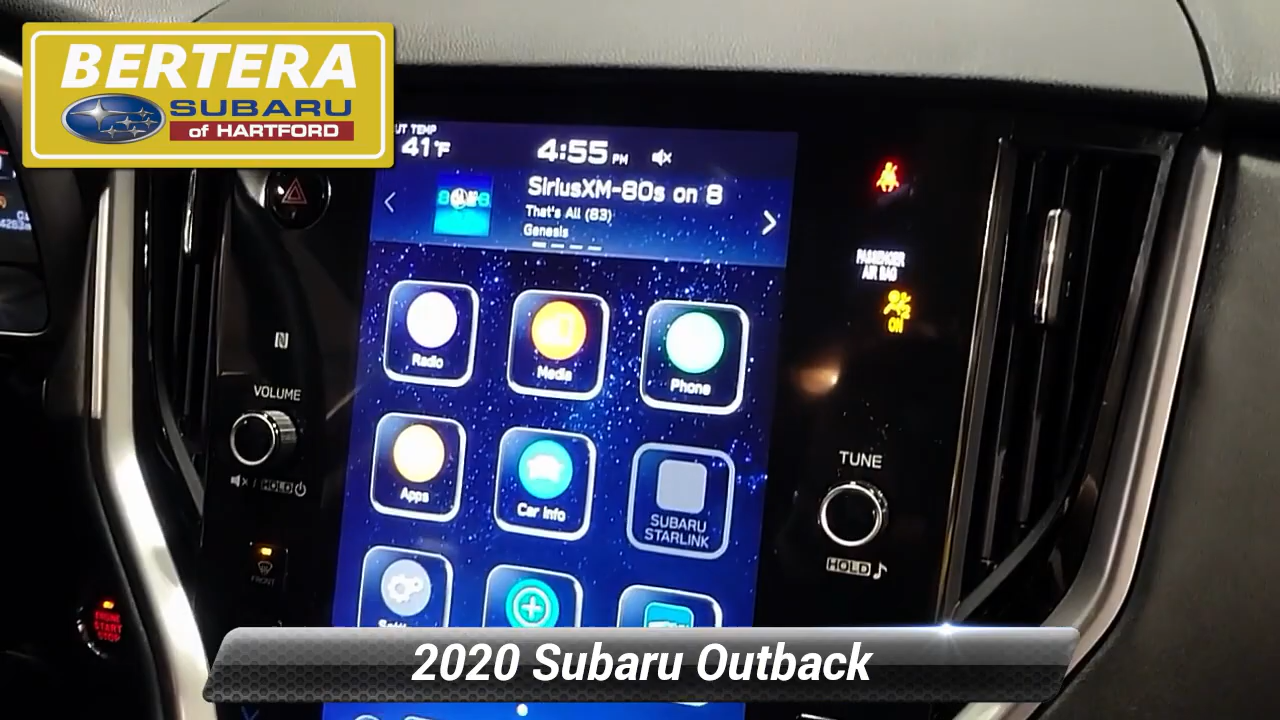 BERTERA
SUBARU
of HARTFORD
OUT TEMP
41°F
4:55 PM
SiriusXM-80s on 8
That's All (83)
Genesis
PASSENGER
AIR BAG
ON
Radio
Media
Phone
VOLUME
HOLD
Apps
Car Info
SUBARU
STARLINK
TUNE
HOLD
FRONT
ENGINE
START
STOP
2020 Subaru Outback